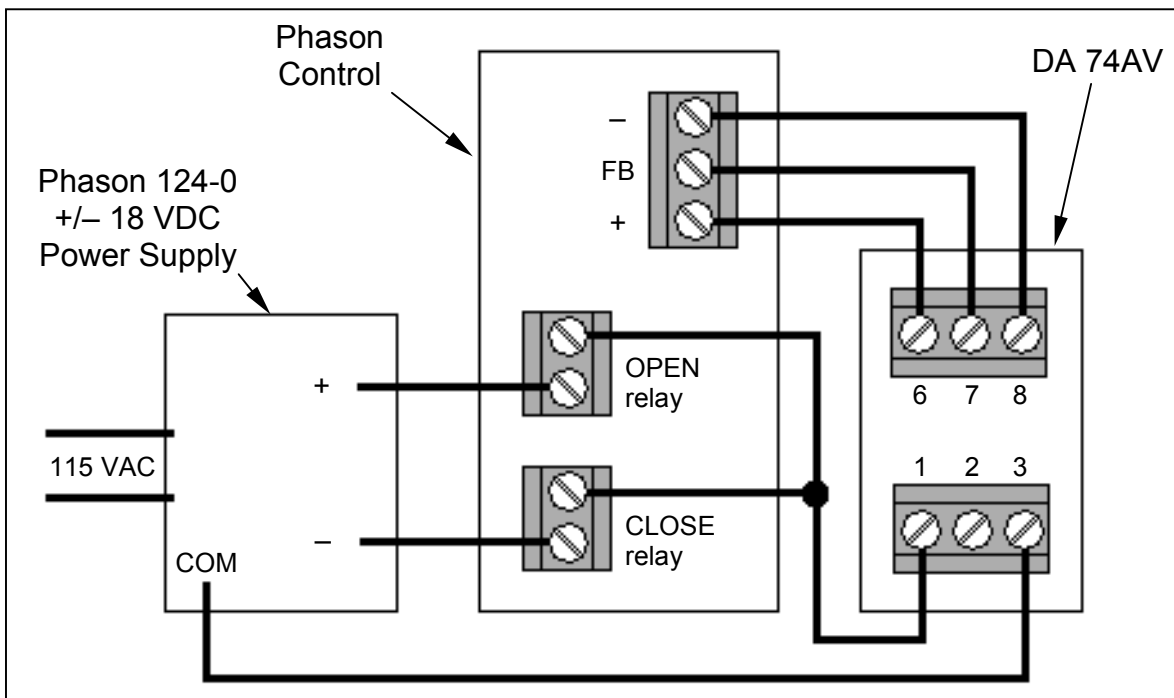 Phason
Control
DA 74AV
–
FB
+
Phason 124-0
+/– 18 VDC
Power Supply
+
OPEN
relay
6 7 8
115 VAC
1 2 3
–
CLOSE
relay
COM